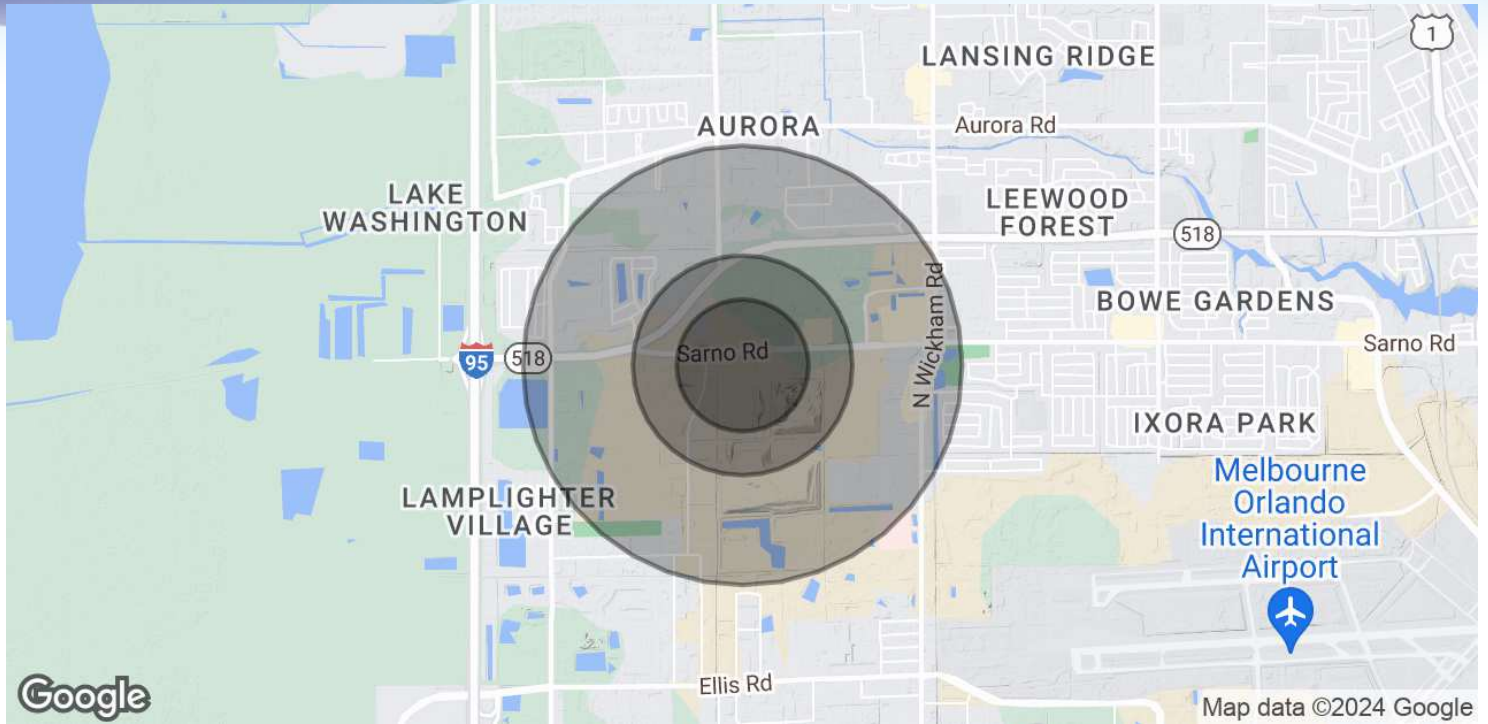 1
LANSING RIDGE
AURORA
Aurora Rd
LAKE
WASHINGTON
LEEWOOD
FOREST
518
N Wickham Rd
BOWE GARDENS
Sarno Rd
Sarno Rd
95
518
IXORA PARK
LAMPLIGHTER
VILLAGE
Melbourne
Orlando
International
Airport
Ellis Rd
Google
Map data ©2024 Google